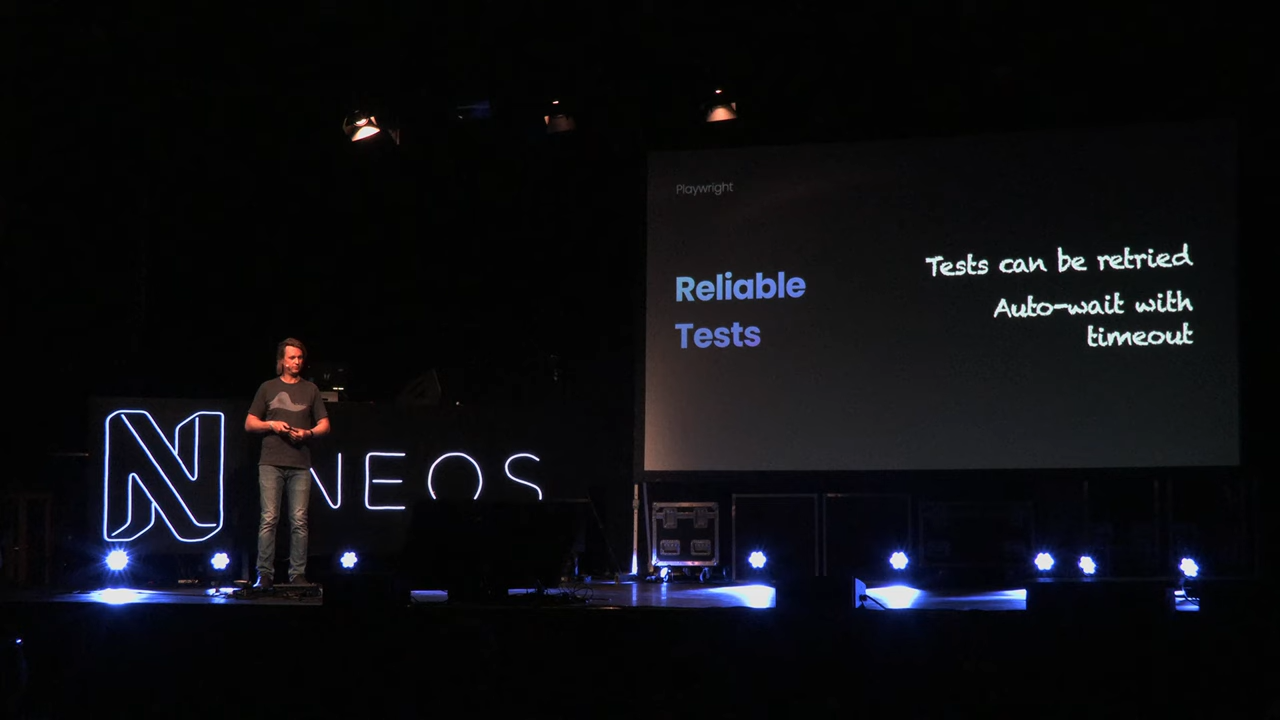 Playwright
Reliable
Tests
Tests can be retried
Auto-wait with
timeout
N NEOS